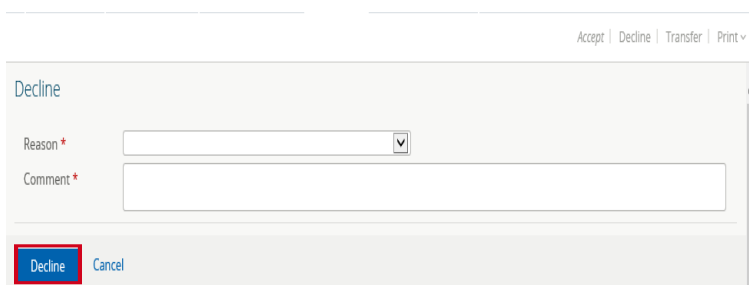 Accept | Decline | Transfer | Print
Decline
Reason *
Comment *
Decline Cancel